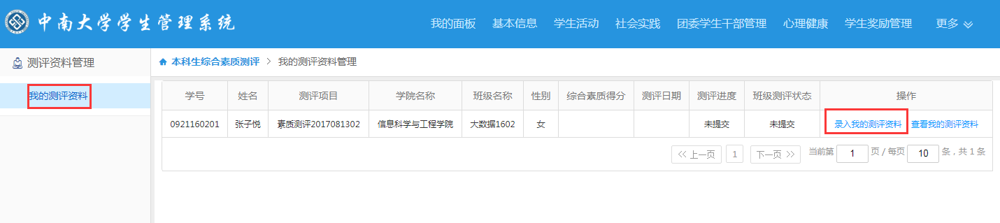 中南大学学生管理系统
我的面板 基本信息 学生活动 社会实践 团委学生干部管理 心理健康 学生奖励管理 更多
测评资料管理
本科生综合素质测评 > 我的测评资料管理
我的测评资料
学号 姓名 测评项目 学院名称 班级名称 性别 综合素质得分 测评日期 测评进度 班级测评状态 操作
0921160201 张子悦 素质测评2017081302 信息科学与工程学院 大数据1602 女 未提交 未提交 录入我的测评资料 查看我的测评资料
上一页 1 下一页 当前第 1 页 / 每页 10 条，共 1 条